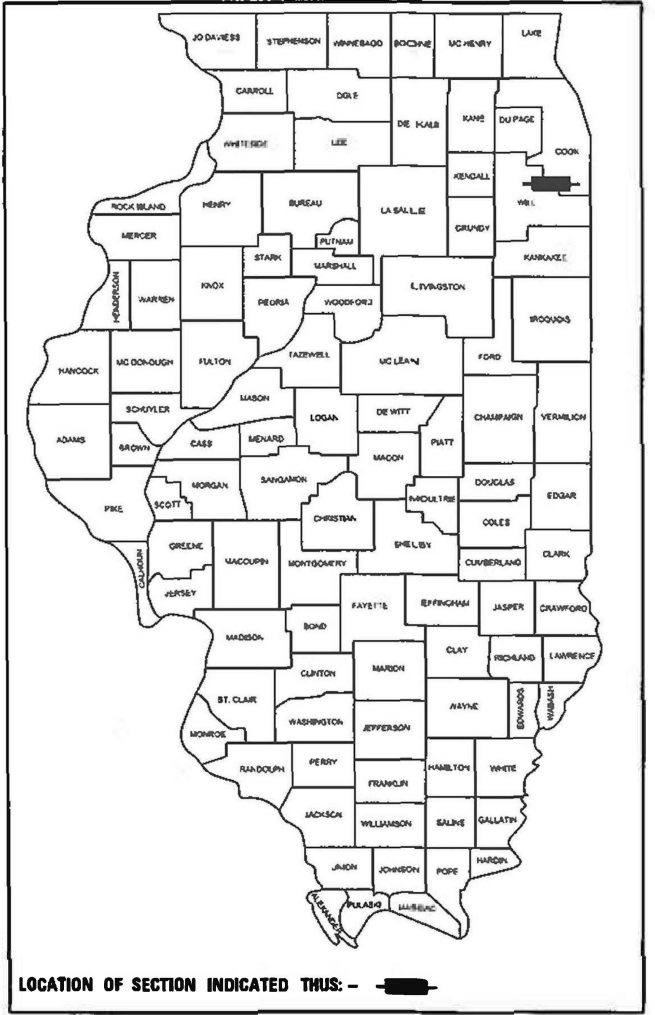 JO DAVIESS STEPHENSON WINNEBAGO BOONE MC HENRY LAKE
CARROLL OGLE DE KALB KANE DU PAGE
COOK
WHITESIDE LEE
KENDALL
ROCK ISLAND HENRY BUREAU LA SALLE WILL
MERCER PUTNAM GRUNDY
STARK MARSHALL KANKAKEE
HENDERSON WARREN KNOX PEORIA WOODFORD LIVINGSTON
IROQUOIS
HANCOCK MC DONOUGH FULTON TAZEWELL MC LEAN FORD
MASON
SCHUYLER LOGAN DE WITT CHAMPAIGN VERMILION
ADAMS BROWN CASS MENARD PIATT
MACON
PIKE SCOTT MORGAN SANGAMON MOULTRIE DOUGLAS EDGAR
CHRISTIAN COLES
CALHOUN GREENE MACOUPIN MONTGOMERY SHELBY CUMBERLAND CLARK
JERSEY FAYETTE EFFINGHAM JASPER CRAWFORD
MADISON BOND
CLINTON MARION CLAY RICHLAND LAWRENCE
ST. CLAIR WAYNE EDWARDS WABASH
MONROE WASHINGTON JEFFERSON
RANDOLPH PERRY HAMILTON WHITE
FRANKLIN
JACKSON WILLIAMSON SALINE GALLATIN
UNION JOHNSON POPE HARDIN
ALEXANDER PULASKI MASSAC
LOCATION OF SECTION INDICATED THUS: -